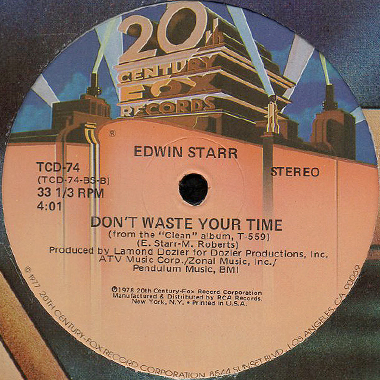 20th
CENTURY
FOX
RECORDS
®
EDWIN STARR
TCD-74
(TCD-74-BS-B)
STEREO
33 1/3 RPM
4:01
DON'T WASTE YOUR TIME
(from the "Clean" album, T-559)
(E. Starr-M. Roberts)
Produced by Lamond Dozier for Dozier Productions, Inc.
ATV Music Corp./Zonal Music, Inc./
Pendulum Music, BMI
℗ 1978 20th Century-Fox Record Corporation
Manufactured & Distributed by RCA Records,
New York, N.Y. • Printed in U.S.A.
© 1977, 20TH CENTURY-FOX RECORD CORPORATION, 8544 SUNSET BLVD., LOS ANGELES, CA 90069